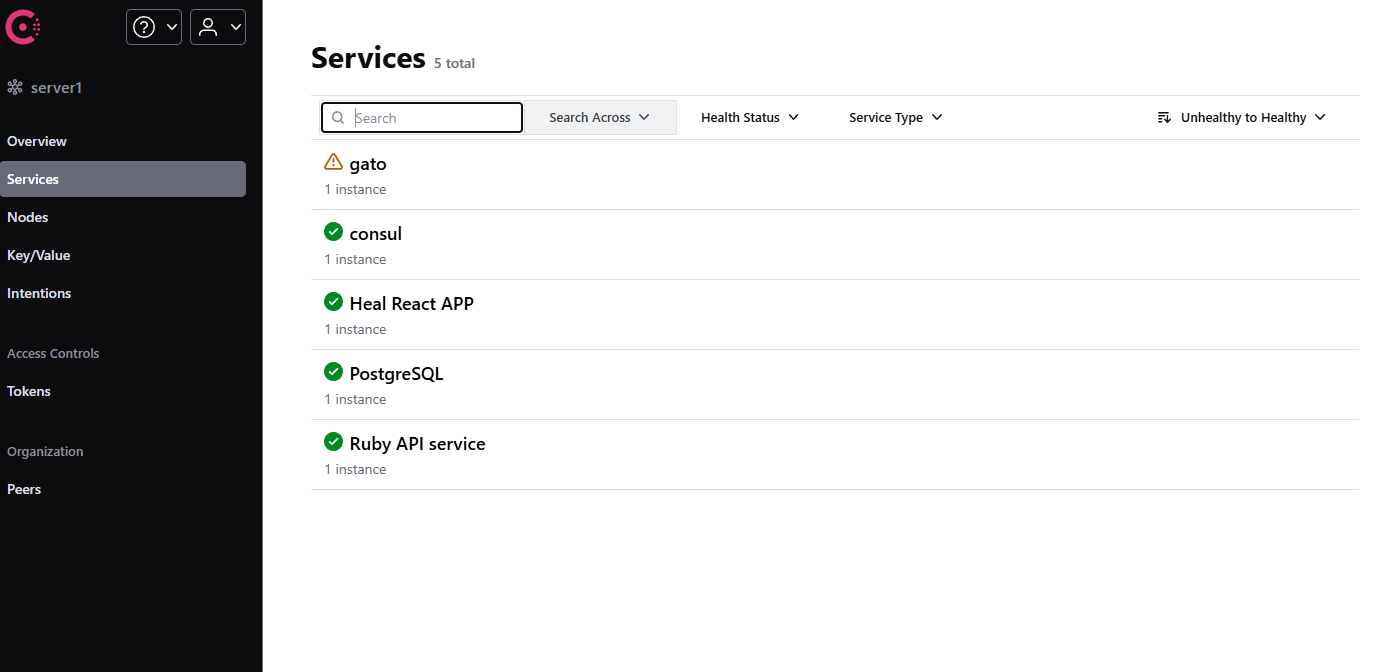 server1
Overview
Services
Nodes
Key/Value
Intentions
Access Controls
Tokens
Organization
Peers
Services 5 total
Search Search Across Health Status Service Type Unhealthy to Healthy
gato
1 instance
consul
1 instance
Heal React APP
1 instance
PostgreSQL
1 instance
Ruby API service
1 instance